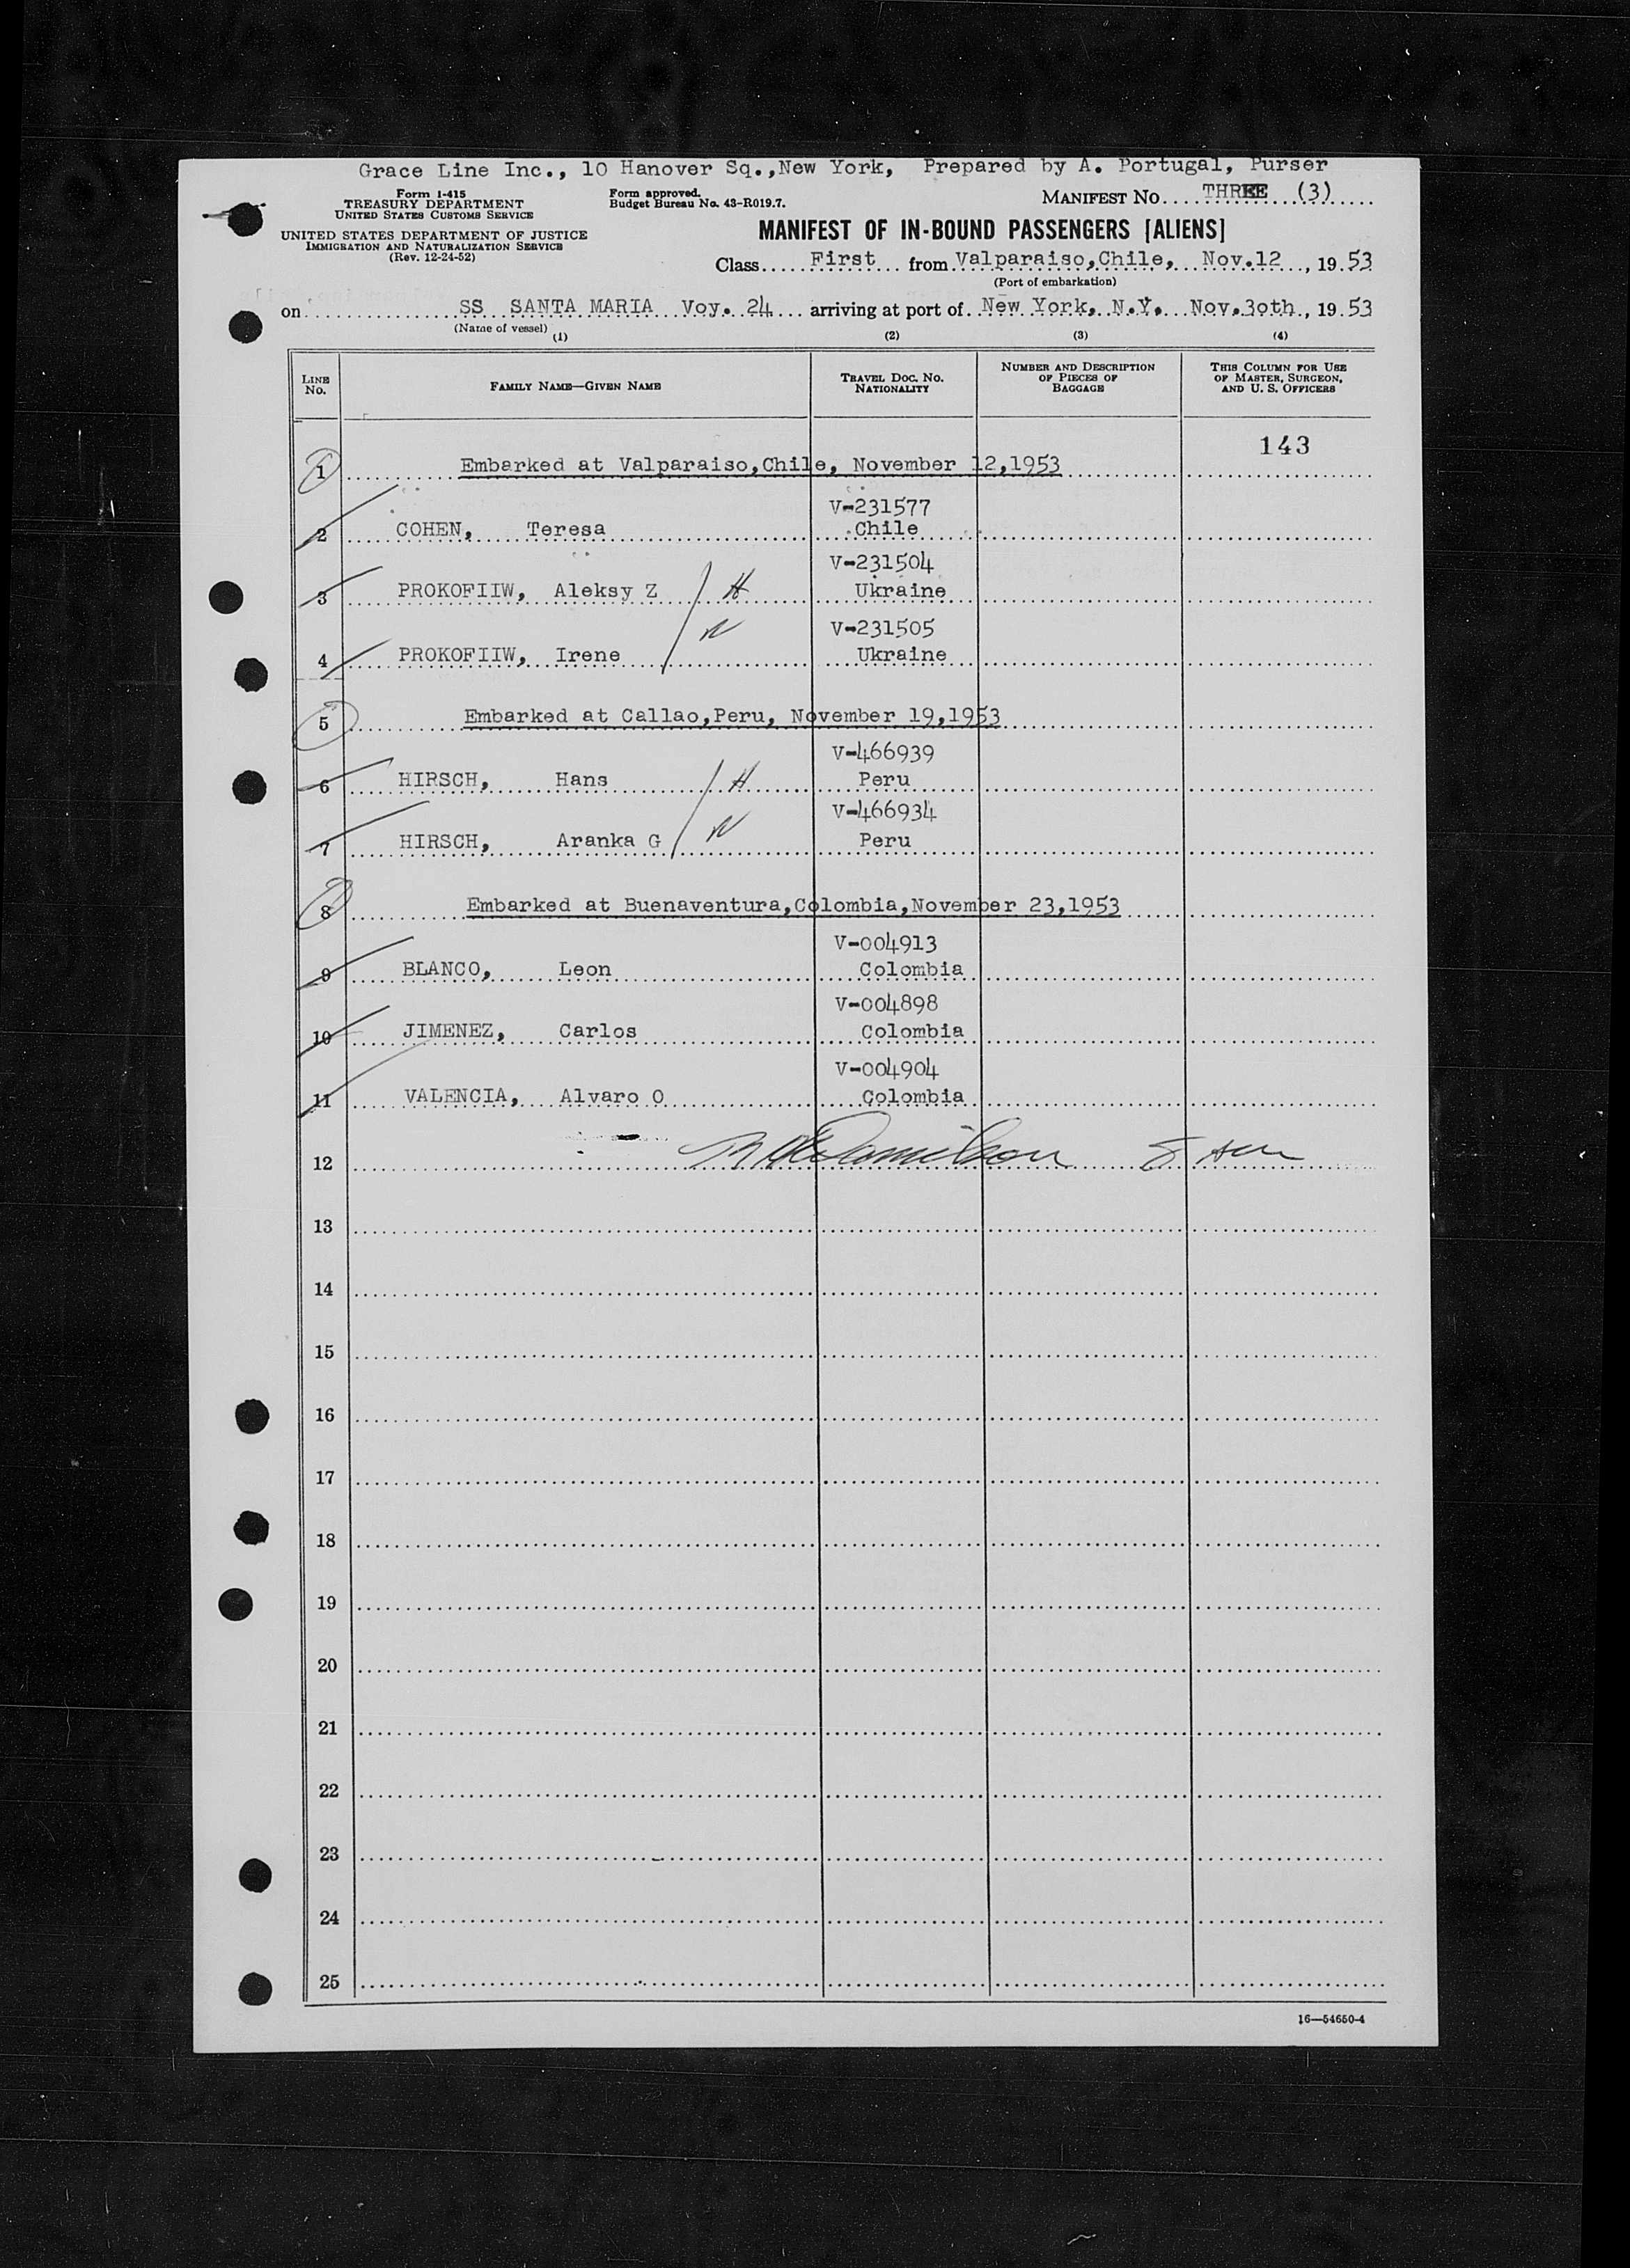 Grace Line Inc., 10 Hanover Sq.,New York, Prepared by A. Portugal, Purser
Form I-415
TREASURY DEPARTMENT
UNITED STATES CUSTOMS SERVICE
UNITED STATES DEPARTMENT OF JUSTICE
IMMIGRATION AND NATURALIZATION SERVICE
(Rev. 12-24-52)
Form approved.
Budget Bureau No. 43-R019.7.
MANIFEST NO. THREE (3)
MANIFEST OF IN-BOUND PASSENGERS [ALIENS]
Class First from Valparaiso,Chile, Nov.12, 1953
(Port of embarkation)
on SS SANTA MARIA Voy. 24 arriving at port of New York, N.Y. Nov.30th, 1953
(Name of vessel)
(1) (2) (3) (4)
LINE NO. FAMILY NAME—GIVEN NAME TRAVEL DOC. NO. NATIONALITY NUMBER AND DESCRIPTION OF PIECES OF BAGGAGE THIS COLUMN FOR USE OF MASTER, SURGEON, AND U. S. OFFICERS
143
1 Embarked at Valparaiso,Chile, November 12,1953
V-231577
2 COHEN, Teresa Chile
V-231504
3 PROKOFIIW, Aleksy Z H Ukraine
W V-231505
4 PROKOFIIW, Irene Ukraine
5 Embarked at Callao,Peru, November 19,1953
V-466939
6 HIRSCH, Hans H Peru
W V-466934
7 HIRSCH, Aranka G Peru
8 Embarked at Buenaventura,Colombia,November 23,1953
V-004913
9 BLANCO, Leon Colombia
V-004898
10 JIMENEZ, Carlos Colombia
V-004904
11 VALENCIA, Alvaro O Colombia
12
13
14
15
16
17
18
19
20
21
22
23
24
25
16—54650-4